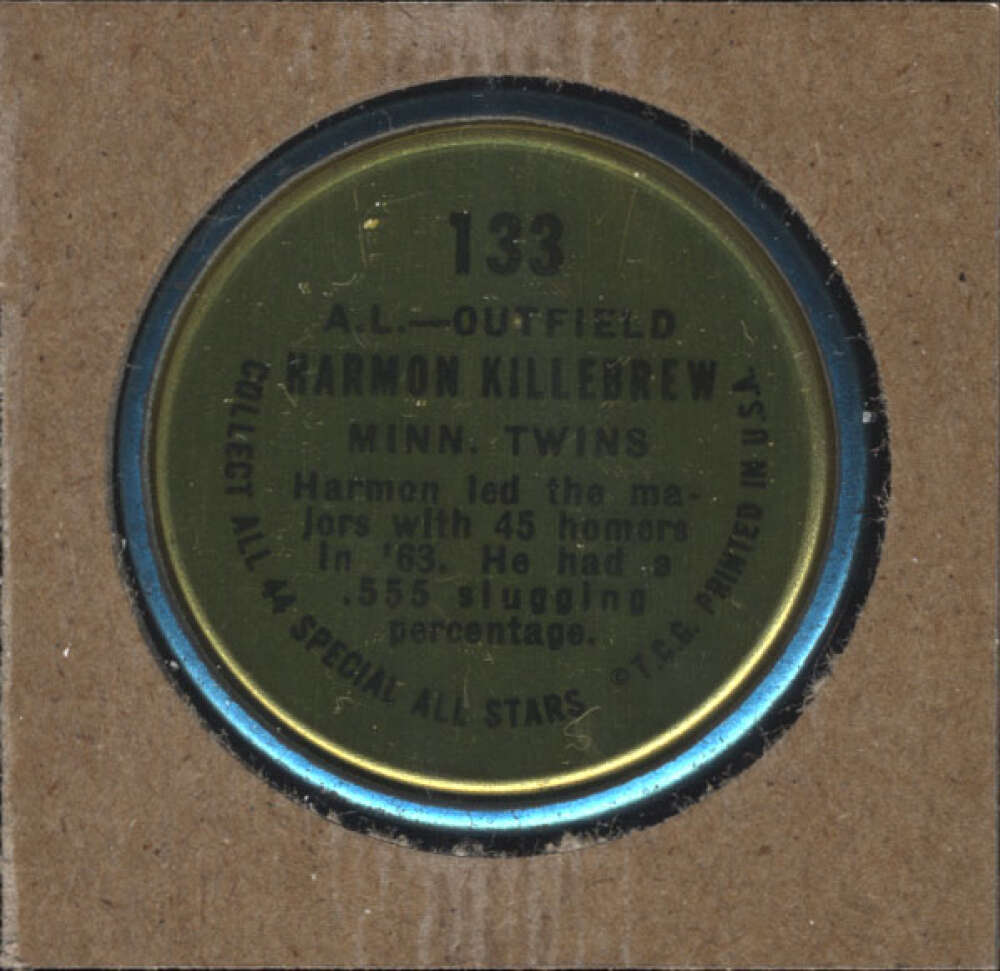 133
A.L.—OUTFIELD
HARMON KILLEBREW
MINN. TWINS
Harmon led the ma-
jors with 45 homers
in '63. He had a
.555 slugging
percentage.
COLLECT ALL 44 SPECIAL ALL STARS
© T.C.G. PRINTED IN U.S.A.